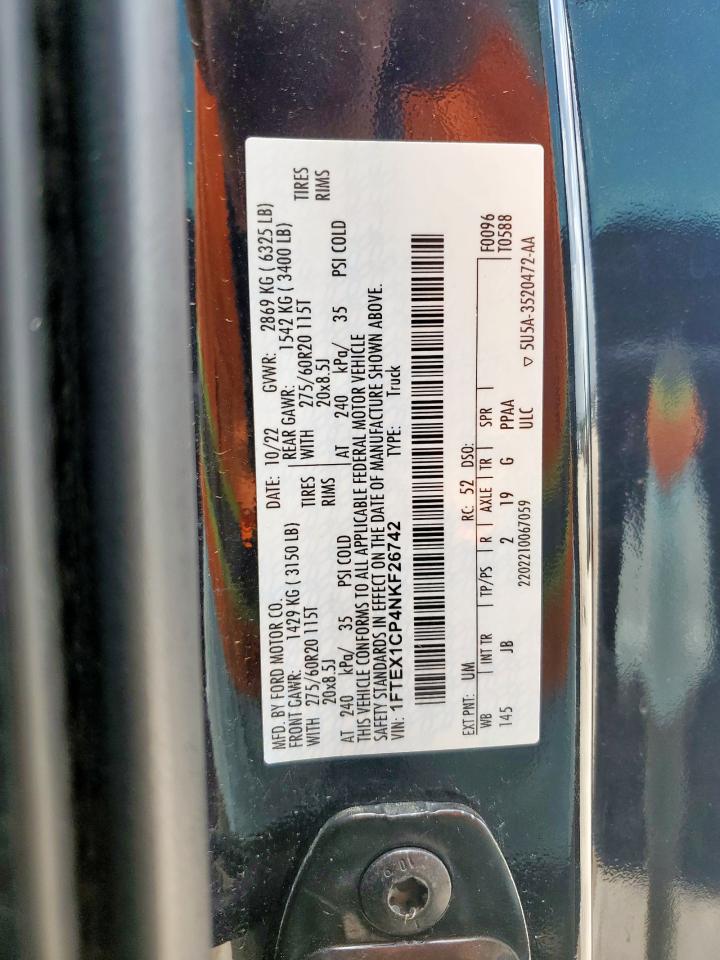 MFD. BY FORD MOTOR CO.
DATE: 10/22 GVWR: 2869 KG ( 6325 LB)
FRONT GAWR: 1429 KG ( 3150 LB) REAR GAWR: 1542 KG ( 3400 LB)
WITH 275/60R20 115T TIRES WITH 275/60R20 115T TIRES
20x8.5J RIMS 20x8.5J RIMS
AT 240 kPa/ 35 PSI COLD AT 240 kPa/ 35 PSI COLD
THIS VEHICLE CONFORMS TO ALL APPLICABLE FEDERAL MOTOR VEHICLE
SAFETY STANDARDS IN EFFECT ON THE DATE OF MANUFACTURE SHOWN ABOVE.
VIN: 1FTEX1CP4NKF26742 TYPE: Truck
EXT PNT: UM RC: 52 DSO: F0096
WB INT TR TP/PS R AXLE TR SPR T0588
145 JB 2 19 G PPAA
2202210067059 ULC
▽ 5U5A-3520472-AA
10.9